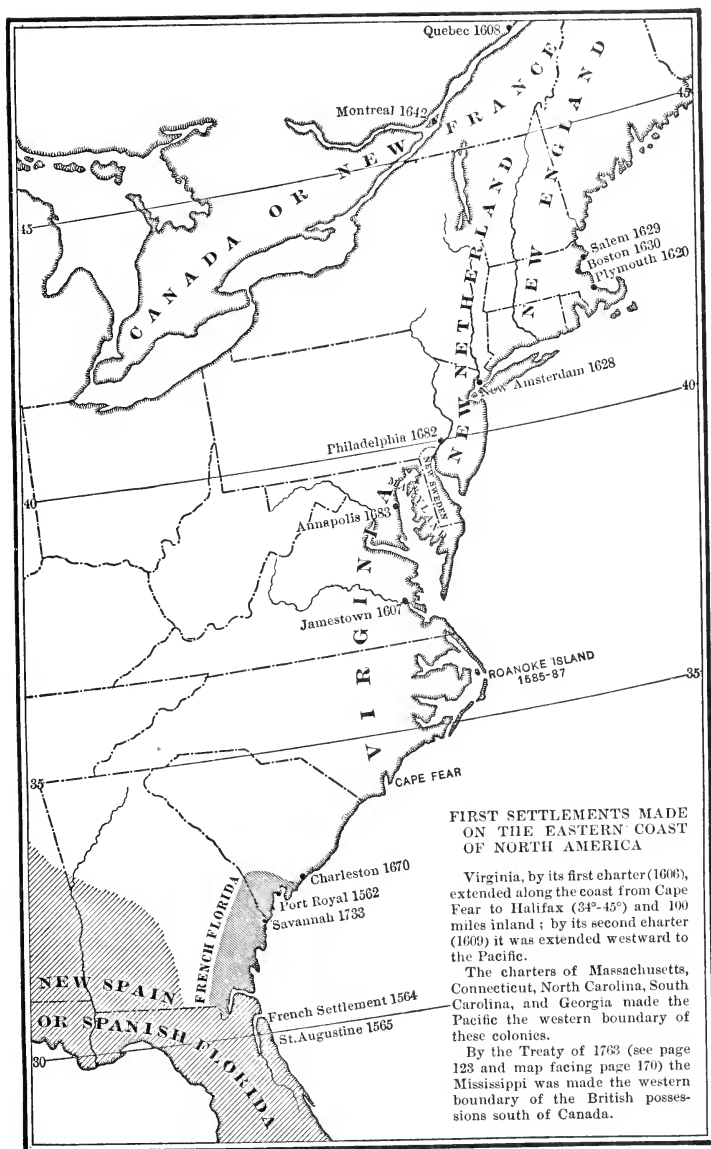 Quebec 1608
Montreal 1642
CANADA OR NEW FRANCE
NEW ENGLAND
NEW NETHERLAND
45
45
Salem 1629
Boston 1630
Plymouth 1620
New Amsterdam 1628
40
Philadelphia 1682
40
NEW SWEDEN
MARYLAND
Annapolis 1683
VIRGINIA
Jamestown 1607
ROANOKE ISLAND
1585-87
35
35
CAPE FEAR
FIRST SETTLEMENTS MADE
ON THE EASTERN COAST
OF NORTH AMERICA
Virginia, by its first charter (1606),
extended along the coast from Cape
Fear to Halifax (34°-45°) and 100
miles inland ; by its second charter
(1609) it was extended westward to
the Pacific.
The charters of Massachusetts,
Connecticut, North Carolina, South
Carolina, and Georgia made the
Pacific the western boundary of
these colonies.
By the Treaty of 1763 (see page
123 and map facing page 170) the
Mississippi was made the western
boundary of the British posses-
sions south of Canada.
Charleston 1670
Port Royal 1562
Savannah 1733
FRENCH FLORIDA
NEW SPAIN
OR SPANISH FLORIDA
French Settlement 1564
St. Augustine 1565
30